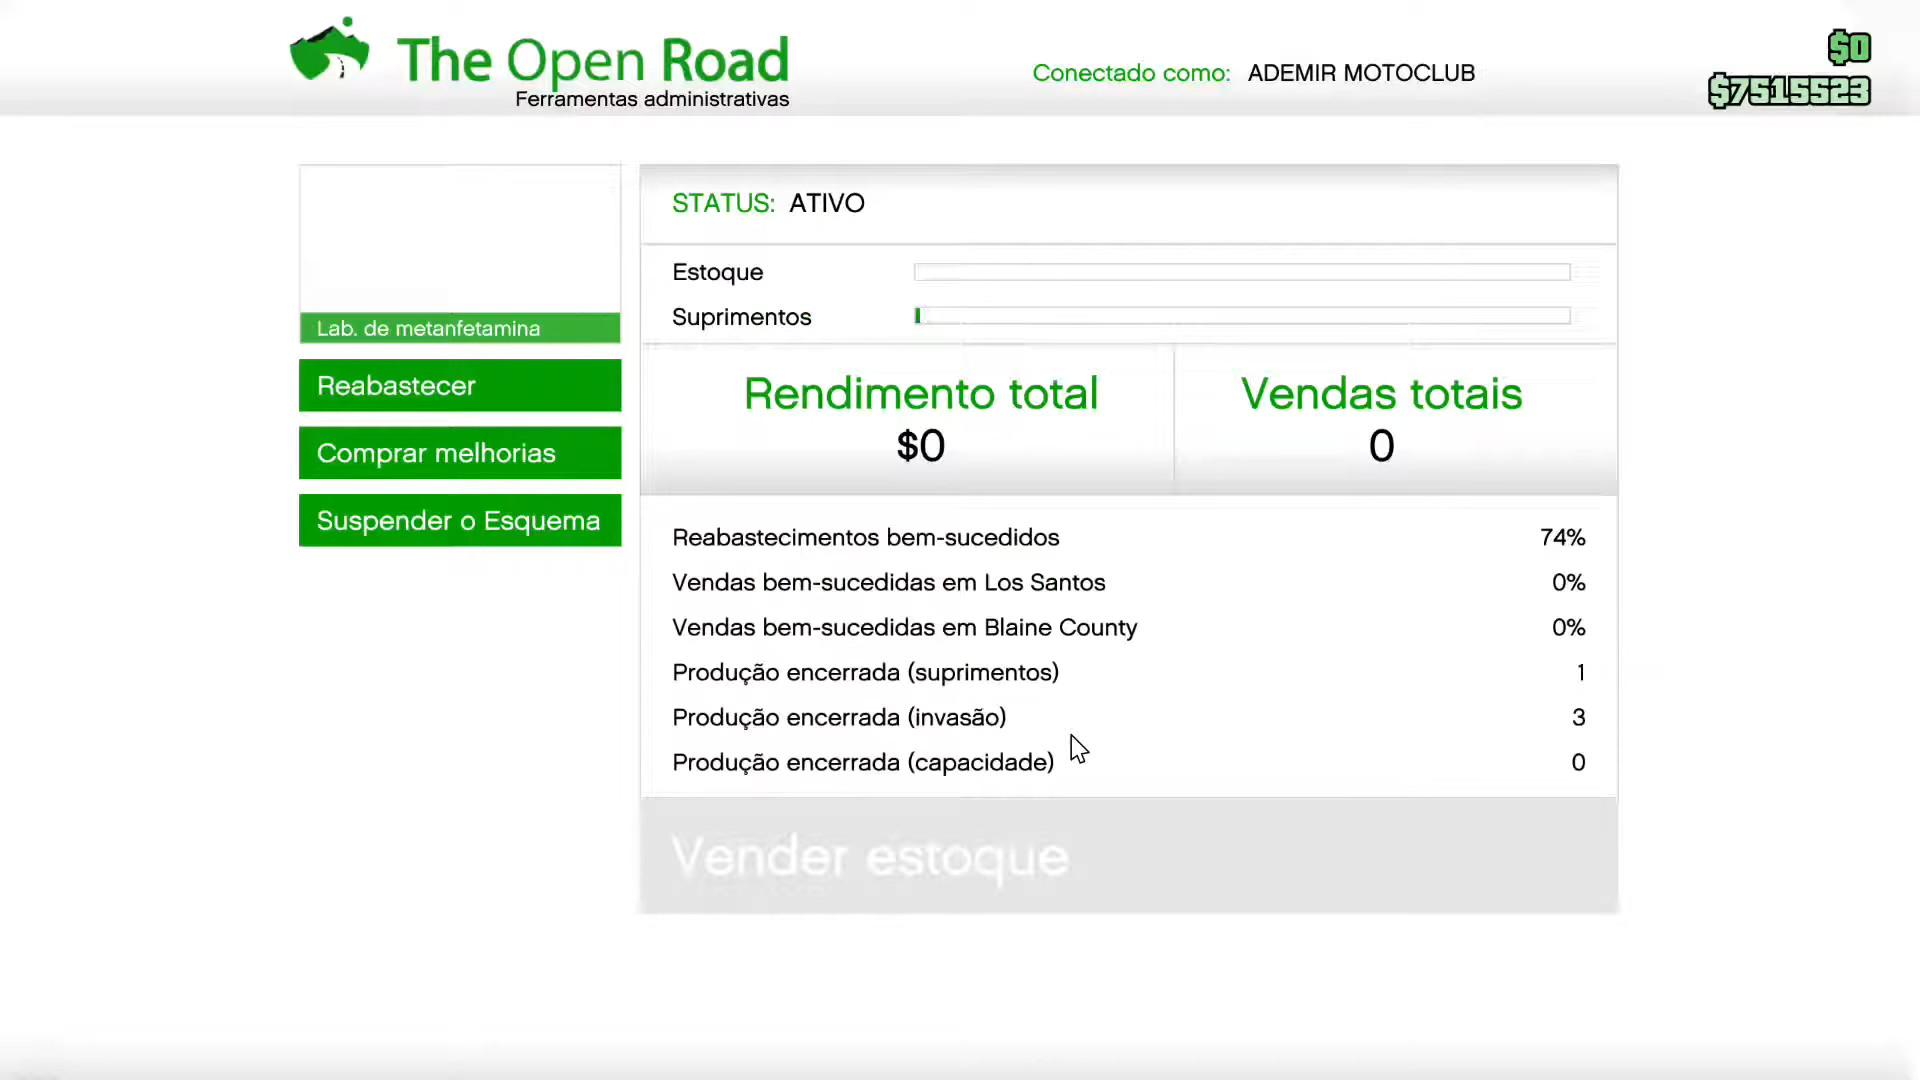 The Open Road
Ferramentas administrativas
Conectado como: ADEMIR MOTOCLUB
$0
$7515523
Lab. de metanfetamina
Reabastecer
Comprar melhorias
Suspender o Esquema
STATUS: ATIVO
Estoque
Suprimentos
Rendimento total
$0
Vendas totais
0
Reabastecimentos bem-sucedidos 74%
Vendas bem-sucedidas em Los Santos 0%
Vendas bem-sucedidas em Blaine County 0%
Produção encerrada (suprimentos) 1
Produção encerrada (invasão) 3
Produção encerrada (capacidade) 0
Vender estoque